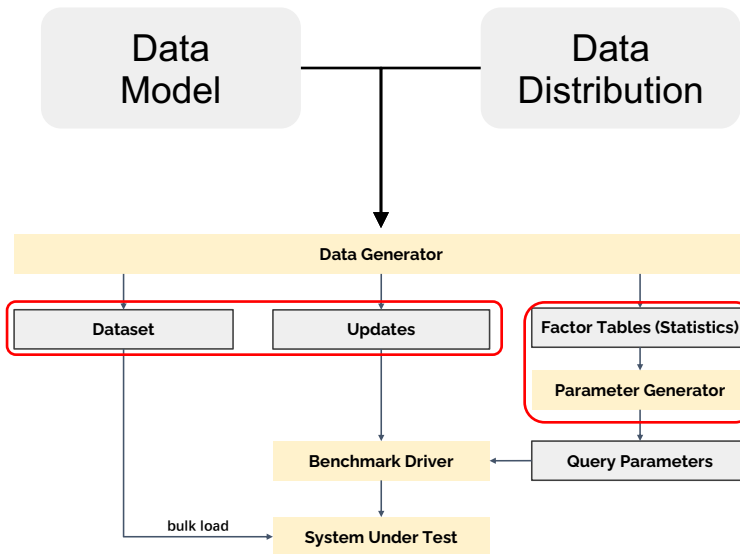 Data
Model
Data
Distribution
Data Generator
Dataset
Updates
Factor Tables (Statistics)
Parameter Generator
Benchmark Driver
Query Parameters
bulk load
System Under Test